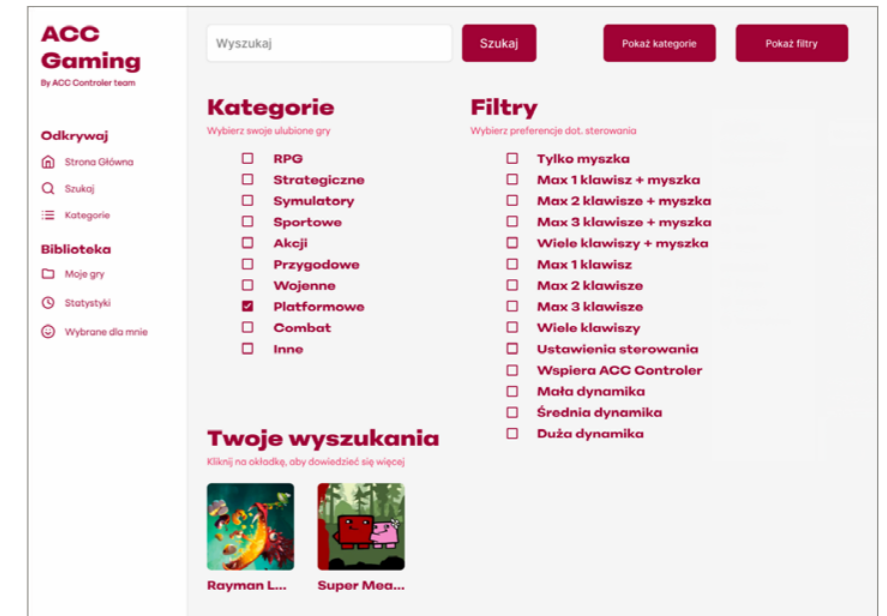 ACC
Gaming
By ACC Controler team
Odkrywaj
Strona Główna
Szukaj
Kategorie
Biblioteka
Moje gry
Statystyki
Wybrane dla mnie
Wyszukaj
Szukaj
Pokaż kategorie
Pokaż filtry
Kategorie
Wybierz swoje ulubione gry
RPG
Strategiczne
Symulatory
Sportowe
Akcji
Przygodowe
Wojenne
Platformowe
Combat
Inne
Filtry
Wybierz preferencje dot. sterowania
Tylko myszka
Max 1 klawisz + myszka
Max 2 klawisze + myszka
Max 3 klawisze + myszka
Wiele klawiszy + myszka
Max 1 klawisz
Max 2 klawisze
Max 3 klawisze
Wiele klawiszy
Ustawienia sterowania
Wspiera ACC Controler
Mała dynamika
Średnia dynamika
Duża dynamika
Twoje wyszukania
Kliknij na okładkę, aby dowiedzieć się więcej
Rayman L...
Super Mea...